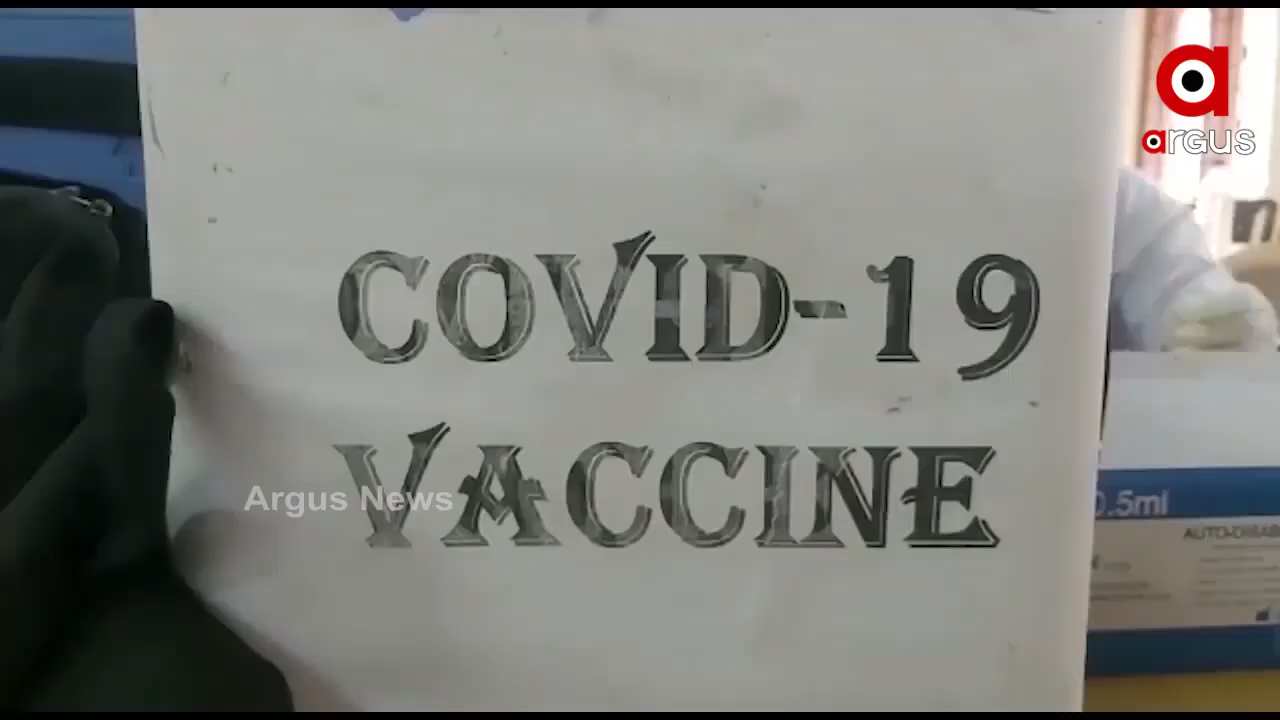 argus
COVID-19
VACCINE
Argus News
0.5ml
AUTO-DISAB